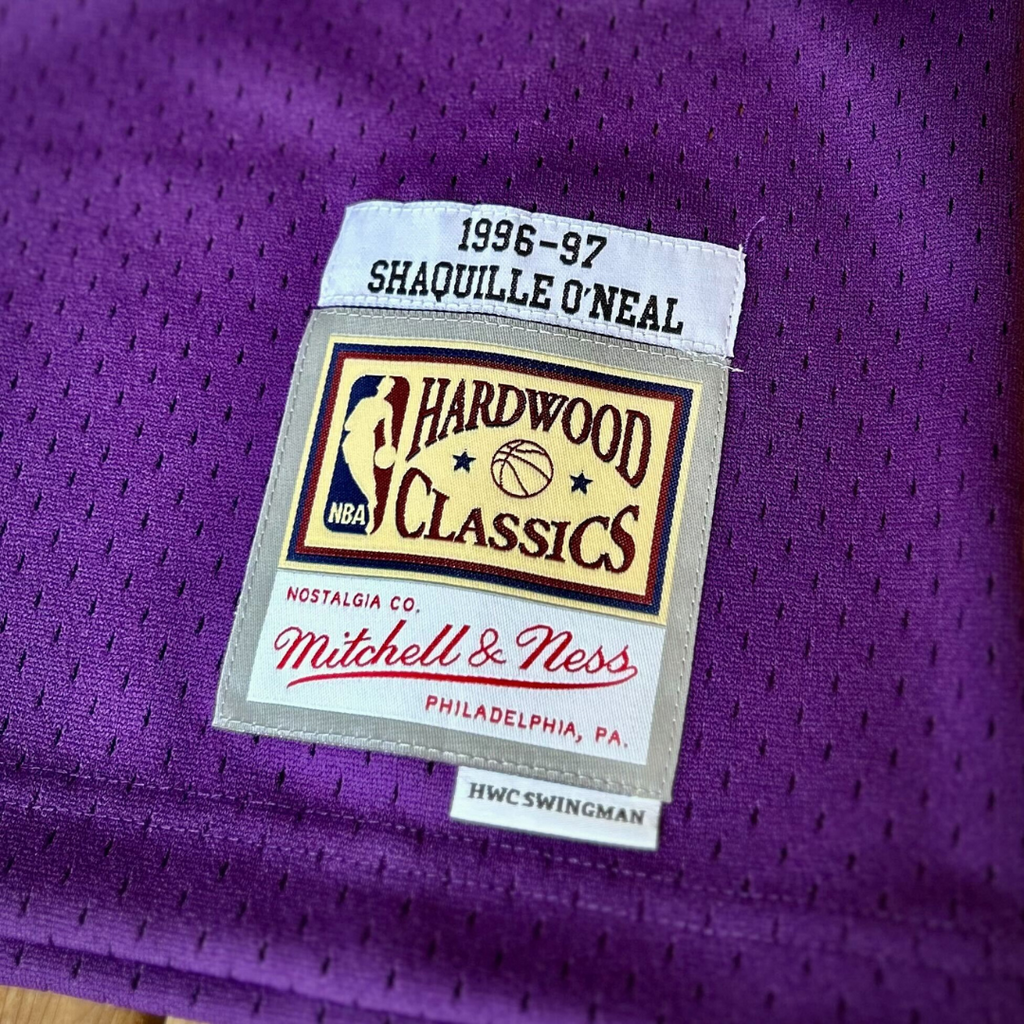 1996-97
SHAQUILLE O'NEAL
HARDWOOD
CLASSICS
NBA
NOSTALGIA CO.
Mitchell & Ness
PHILADELPHIA, PA.
HWC SWINGMAN